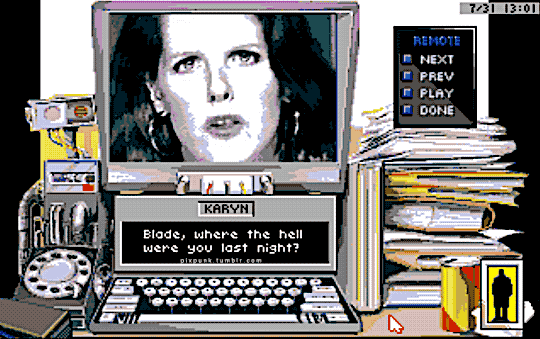 7/31 13:01
REMOTE
NEXT
PREV
PLAY
DONE
KARYN
Blade, where the hell
were you last night?
pixpunk.tumblr.com